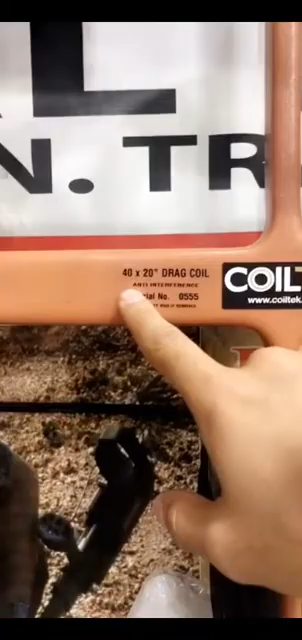 L
N. TR
40 x 20" DRAG COIL
ANTI INTERFERENCE
ial No. 0555
COILT
www.coiltek